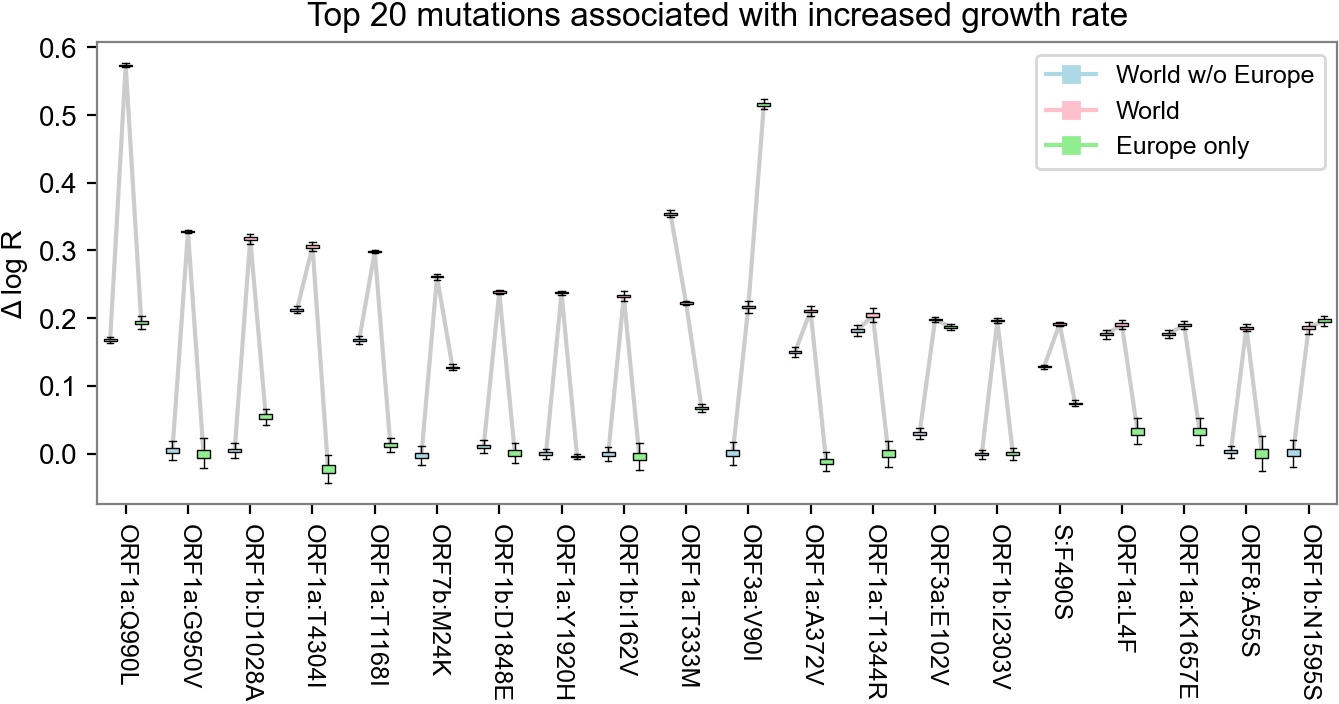 Top 20 mutations associated with increased growth rate
Δ log R
0.6
0.5
0.4
0.3
0.2
0.1
0.0
World w/o Europe
World
Europe only
ORF1a:Q990L
ORF1a:G950V
ORF1b:D1028A
ORF1a:T4304I
ORF1a:T1168I
ORF7b:M24K
ORF1b:D1848E
ORF1a:Y1920H
ORF1b:I162V
ORF1a:T333M
ORF3a:V90I
ORF1a:A372V
ORF1a:T1344R
ORF3a:E102V
ORF1b:I2303V
S:F490S
ORF1a:L4F
ORF1a:K1657E
ORF8:A55S
ORF1b:N1595S